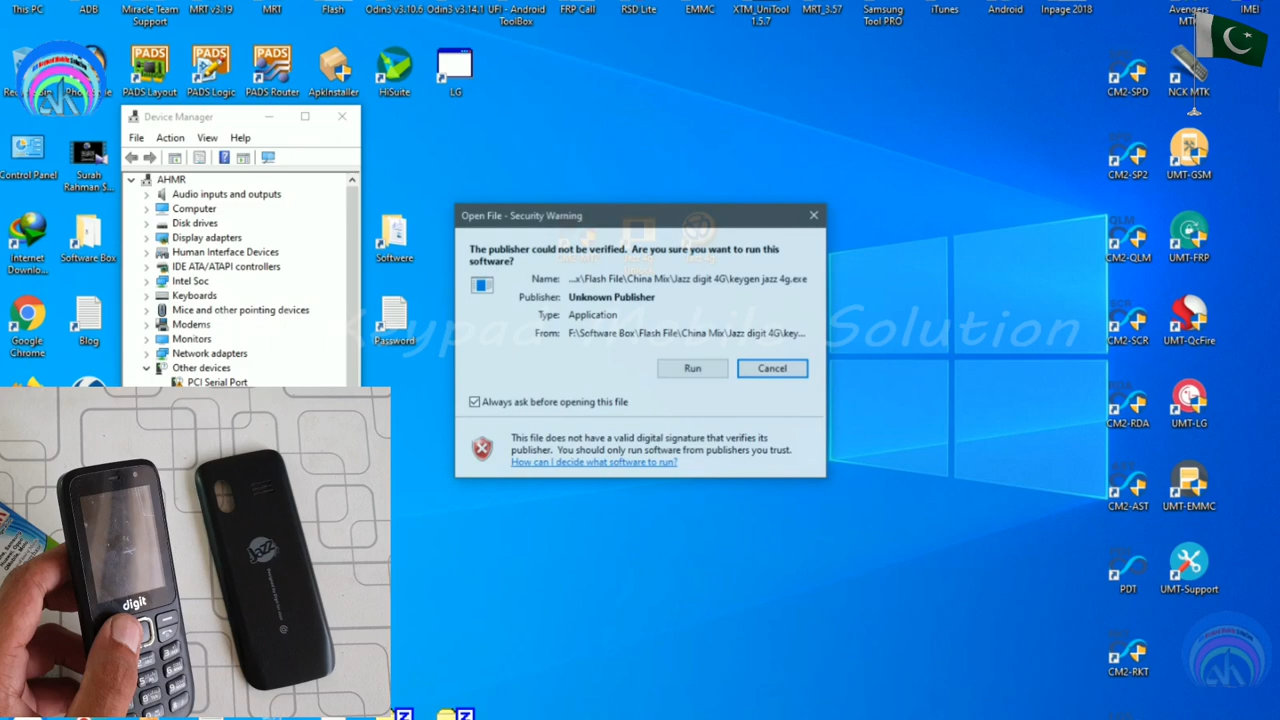 This PC
ADB
Miracle Team
Support
MRT v3.19
MRT
Flash
Odin3 v3.10.6
Odin3 v3.14.1
UFI - Android
ToolBox
FRP Call
RSD Lite
EMMC
XTM_UniTool
1.5.7
MRT_3.57
Samsung
Tool PRO
iTunes
Android
Inpage 2018
Avengers
IMEI
PADS
PADS
PADS
PADS Layout
PADS Logic
PADS Router
ApkInstaller
HiSuite
LG
CM2-SPD
NCK MTK
Device Manager
File
Action
View
Help
AHMR
Audio inputs and outputs
Computer
Disk drives
Display adapters
Human Interface Devices
IDE ATA/ATAPI controllers
Intel Soc
Keyboards
Mice and other pointing devices
Modems
Monitors
Network adapters
Other devices
PCI Serial Port
Control Panel
Surah
Rahman S...
Internet
Downlo...
Software Box
Google
Chrome
Blog
Softwere
Password
Open File - Security Warning
The publisher could not be verified. Are you sure you want to run this
software?
Name: ...x\Flash File\China Mix\Jazz digit 4G\keygen jazz 4g.exe
Publisher: Unknown Publisher
Type: Application
From: F:\Software Box\Flash File\China Mix\Jazz digit 4G\key...
Run
Cancel
Always ask before opening this file
This file does not have a valid digital signature that verifies its
publisher. You should only run software from publishers you trust.
How can I decide what software to run?
Keypad Mobile Solution
CM2-SP2
UMT-GSM
QLM
CM2-QLM
UMT-FRP
SCR
CM2-SCR
UMT-QcFire
RDA
CM2-RDA
UMT-LG
CM2-AST
UMT-EMMC
PDT
UMT-Support
CM2-RKT
digit
Jazz